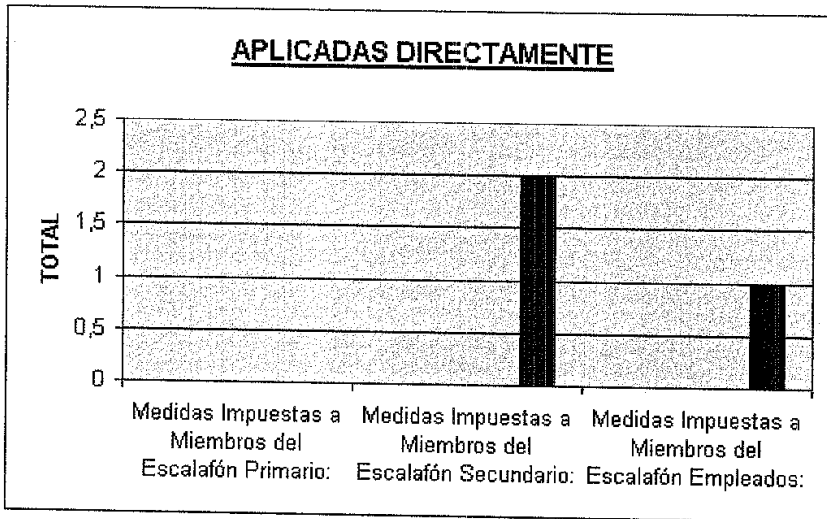 APLICADAS DIRECTAMENTE
2,5
2
1,5
1
0,5
0
TOTAL
Medidas Impuestas a
Miembros del
Escalafón Primario:
Medidas Impuestas a
Miembros del
Escalafón Secundario:
Medidas Impuestas a
Miembros del
Escalafón Empleados: